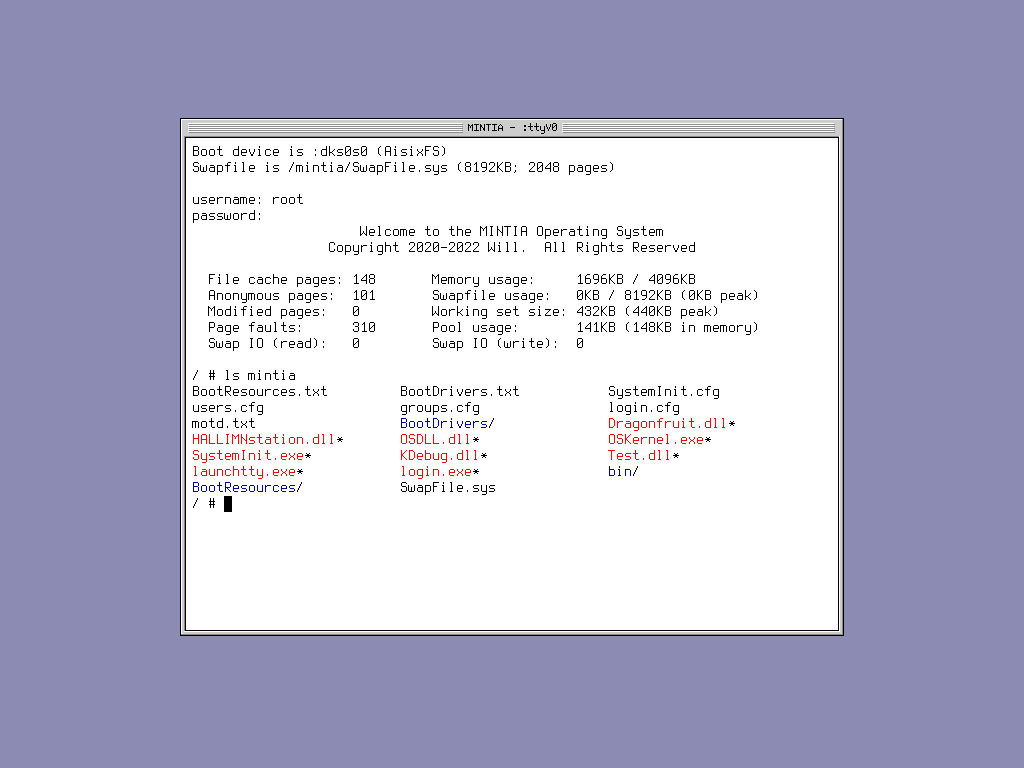 MINTIA - :ttyV0
Boot device is :dks0s0 (AisixFS)
Swapfile is /mintia/SwapFile.sys (8192KB; 2048 pages)
username: root
password:
Welcome to the MINTIA Operating System
Copyright 2020-2022 Will.  All Rights Reserved
File cache pages: 148       Memory usage:     1696KB / 4096KB
Anonymous pages:  101       Swapfile usage:   0KB / 8192KB (0KB peak)
Modified pages:   0         Working set size: 432KB (440KB peak)
Page faults:      310       Pool usage:       141KB (148KB in memory)
Swap IO (read):   0         Swap IO (write):  0
/ # ls mintia
BootResources.txt         BootDrivers.txt           SystemInit.cfg
users.cfg                 groups.cfg                login.cfg
motd.txt                  BootDrivers/              Dragonfruit.dll*
HALLIMNstation.dll*       OSDLL.dll*                OSKernel.exe*
SystemInit.exe*           KDebug.dll*               Test.dll*
launchtty.exe*            login.exe*                bin/
BootResources/            SwapFile.sys
/ #